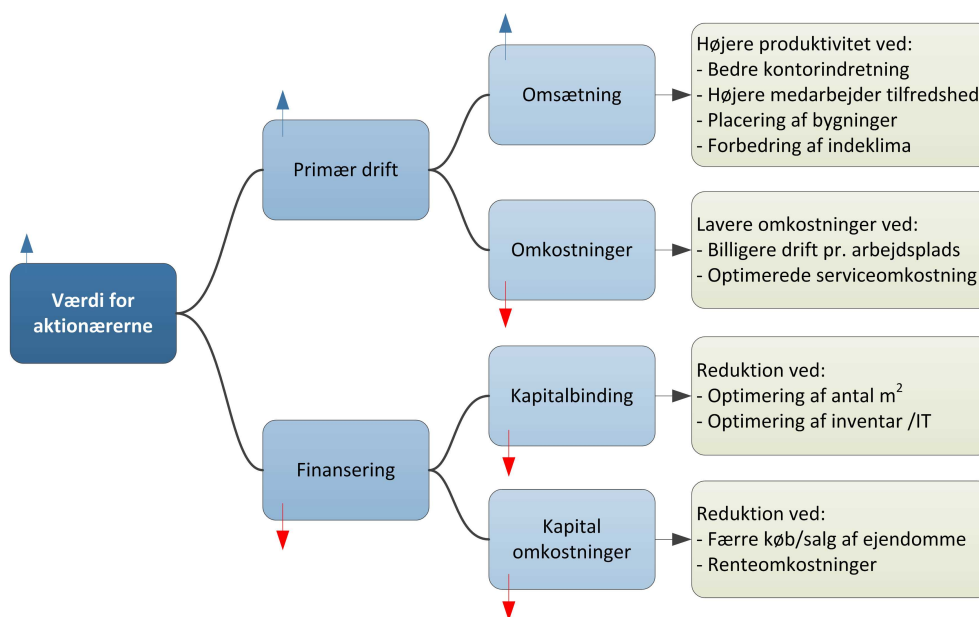 Værdi for
aktionærerne
Primær drift
Finansering
Omsætning
Omkostninger
Kapitalbinding
Kapital
omkostninger
Højere produktivitet ved:
- Bedre kontorindretning
- Højere medarbejder tilfredshed
- Placering af bygninger
- Forbedring af indeklima
Lavere omkostninger ved:
- Billigere drift pr. arbejdsplads
- Optimerede serviceomkostning
Reduktion ved:
- Optimering af antal m²
- Optimering af inventar /IT
Reduktion ved:
- Færre køb/salg af ejendomme
- Renteomkostninger